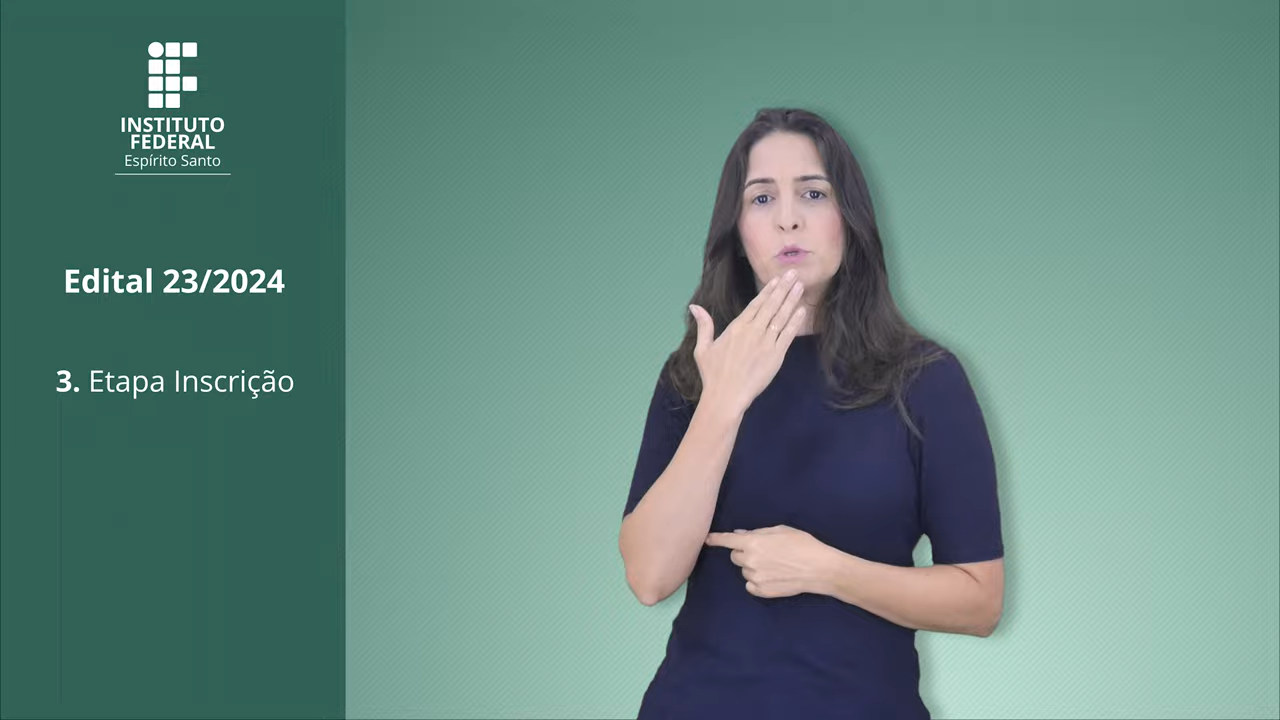 INSTITUTO
FEDERAL
Espírito Santo
Edital 23/2024
3. Etapa Inscrição